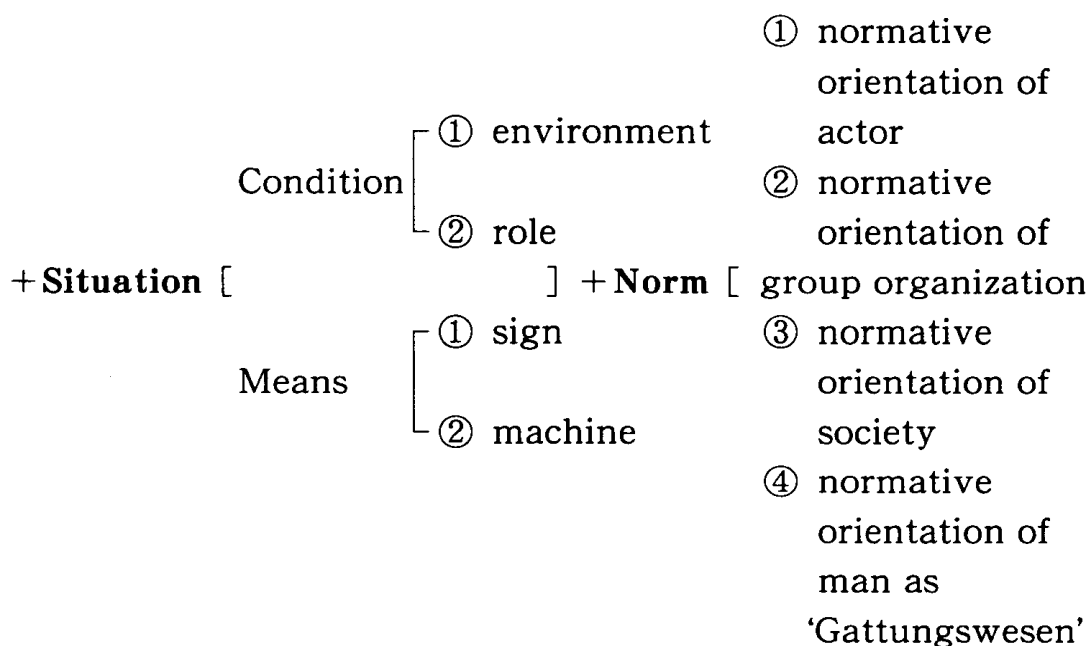 ① normative
orientation of
① environment actor
Condition ② normative
② role orientation of
+Situation [ ] +Norm [ group organization
① sign ③ normative
Means orientation of
② machine society
④ normative
orientation of
man as
‘Gattungswesen’